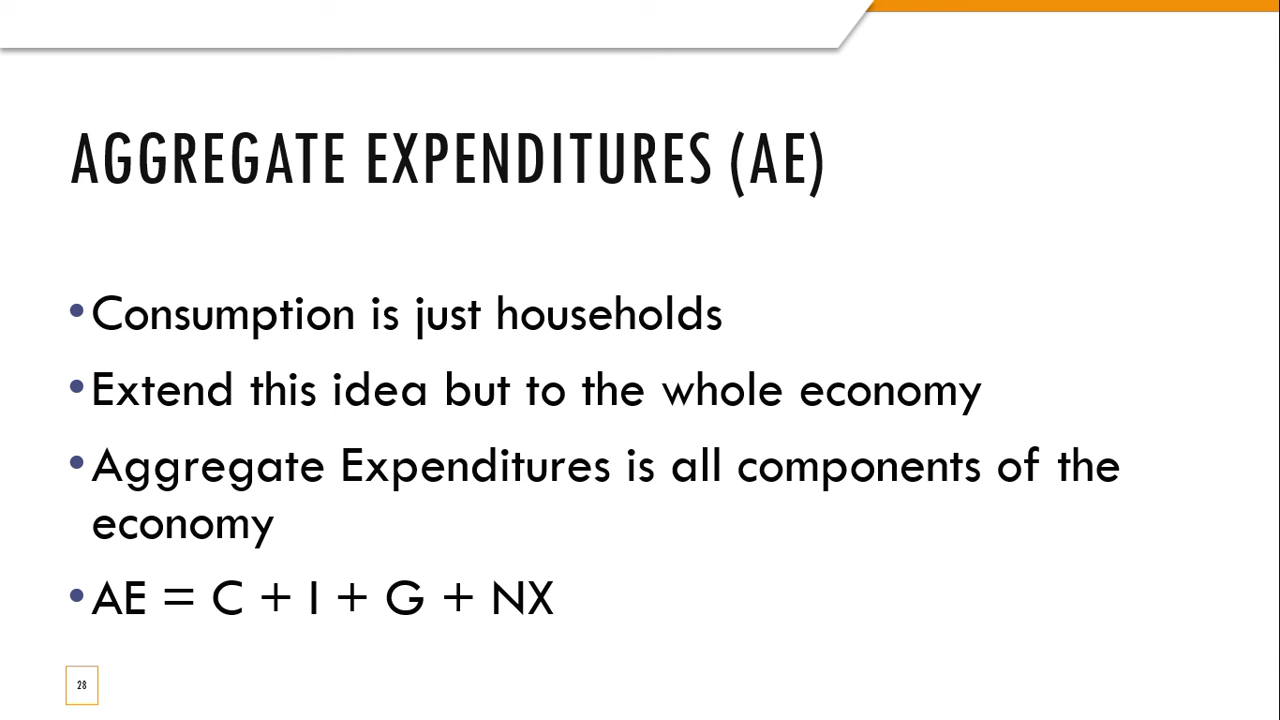 AGGREGATE EXPENDITURES (AE)
• Consumption is just households
• Extend this idea but to the whole economy
• Aggregate Expenditures is all components of the
economy
• AE = C + I + G + NX
28